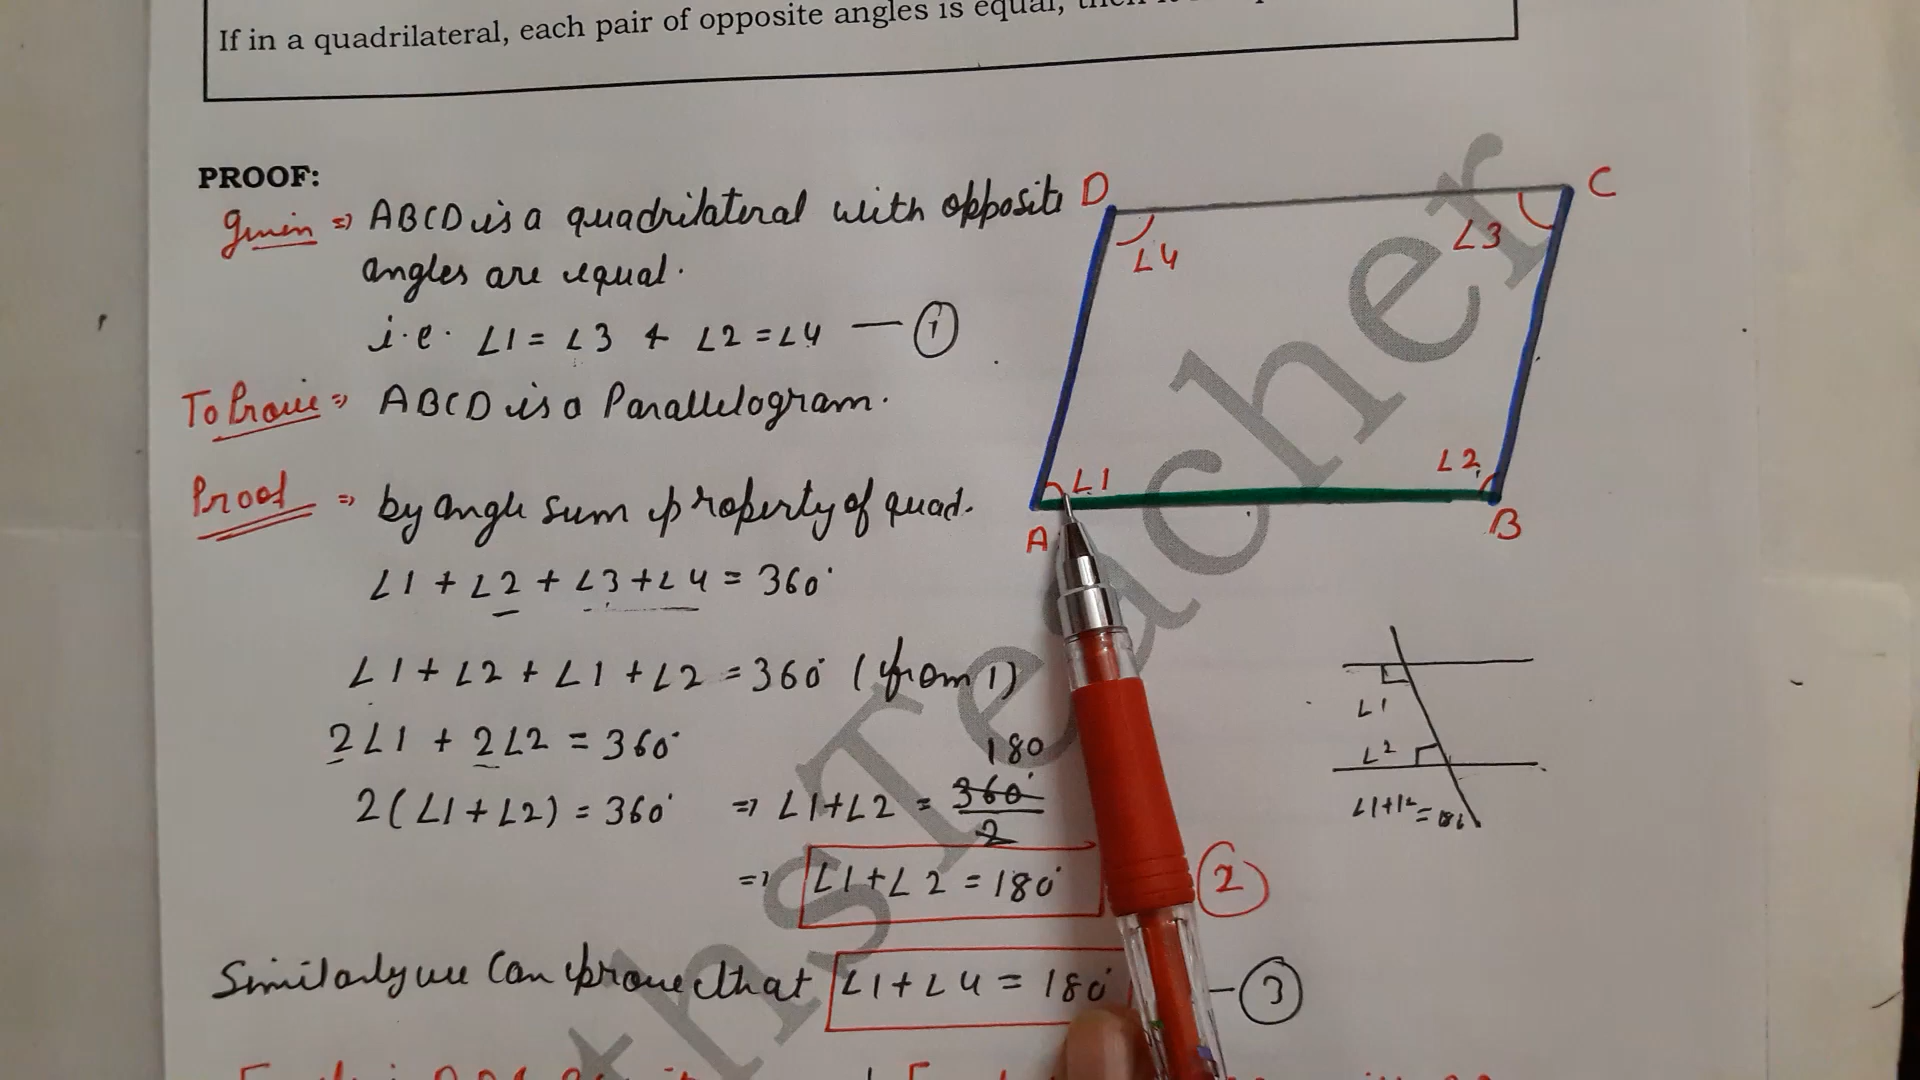 If in a quadrilateral, each pair of opposite angles is equal,
PROOF:
Given ⇒ ABCD is a quadrilateral with opposite
angles are equal.
i.e. ∠1 = ∠3 & ∠2 = ∠4 — ①
To Prove ⇒ ABCD is a Parallelogram.
Proof ⇒ by angle sum property of quad.
∠1 + ∠2 + ∠3 + ∠4 = 360°
∠1 + ∠2 + ∠1 + ∠2 = 360° (from 1)
2∠1 + 2∠2 = 360°
180
2(∠1 + ∠2) = 360° ⇒ ∠1 + ∠2 = 360°/2
⇒ ∠1 + ∠2 = 180° ②
Similarly we can prove that ∠1 + ∠4 = 180° — ③
D
C
∠4
∠3
∠1
∠2
A
B
∠1
∠2
∠1+∠2
Maths Teacher